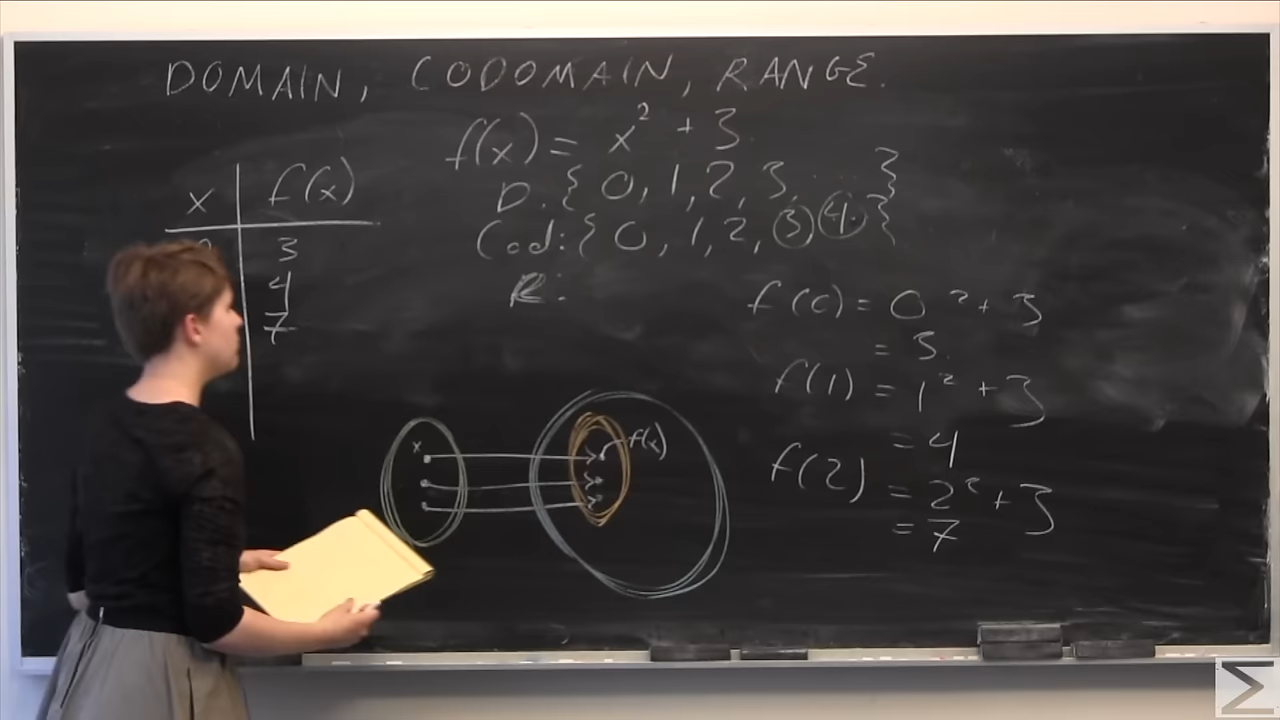 DOMAIN, CODOMAIN, RANGE.
f(x) = x² + 3
D. {0, 1, 2, 3, ... }
Cod: {0, 1, 2, 3, 4. }
R:
x f(x)
3
4
7
f(0) = 0² + 3
= 3.
f(1) = 1² + 3
= 4
f(2) = 2² + 3
= 7
x
f(x)
Σ